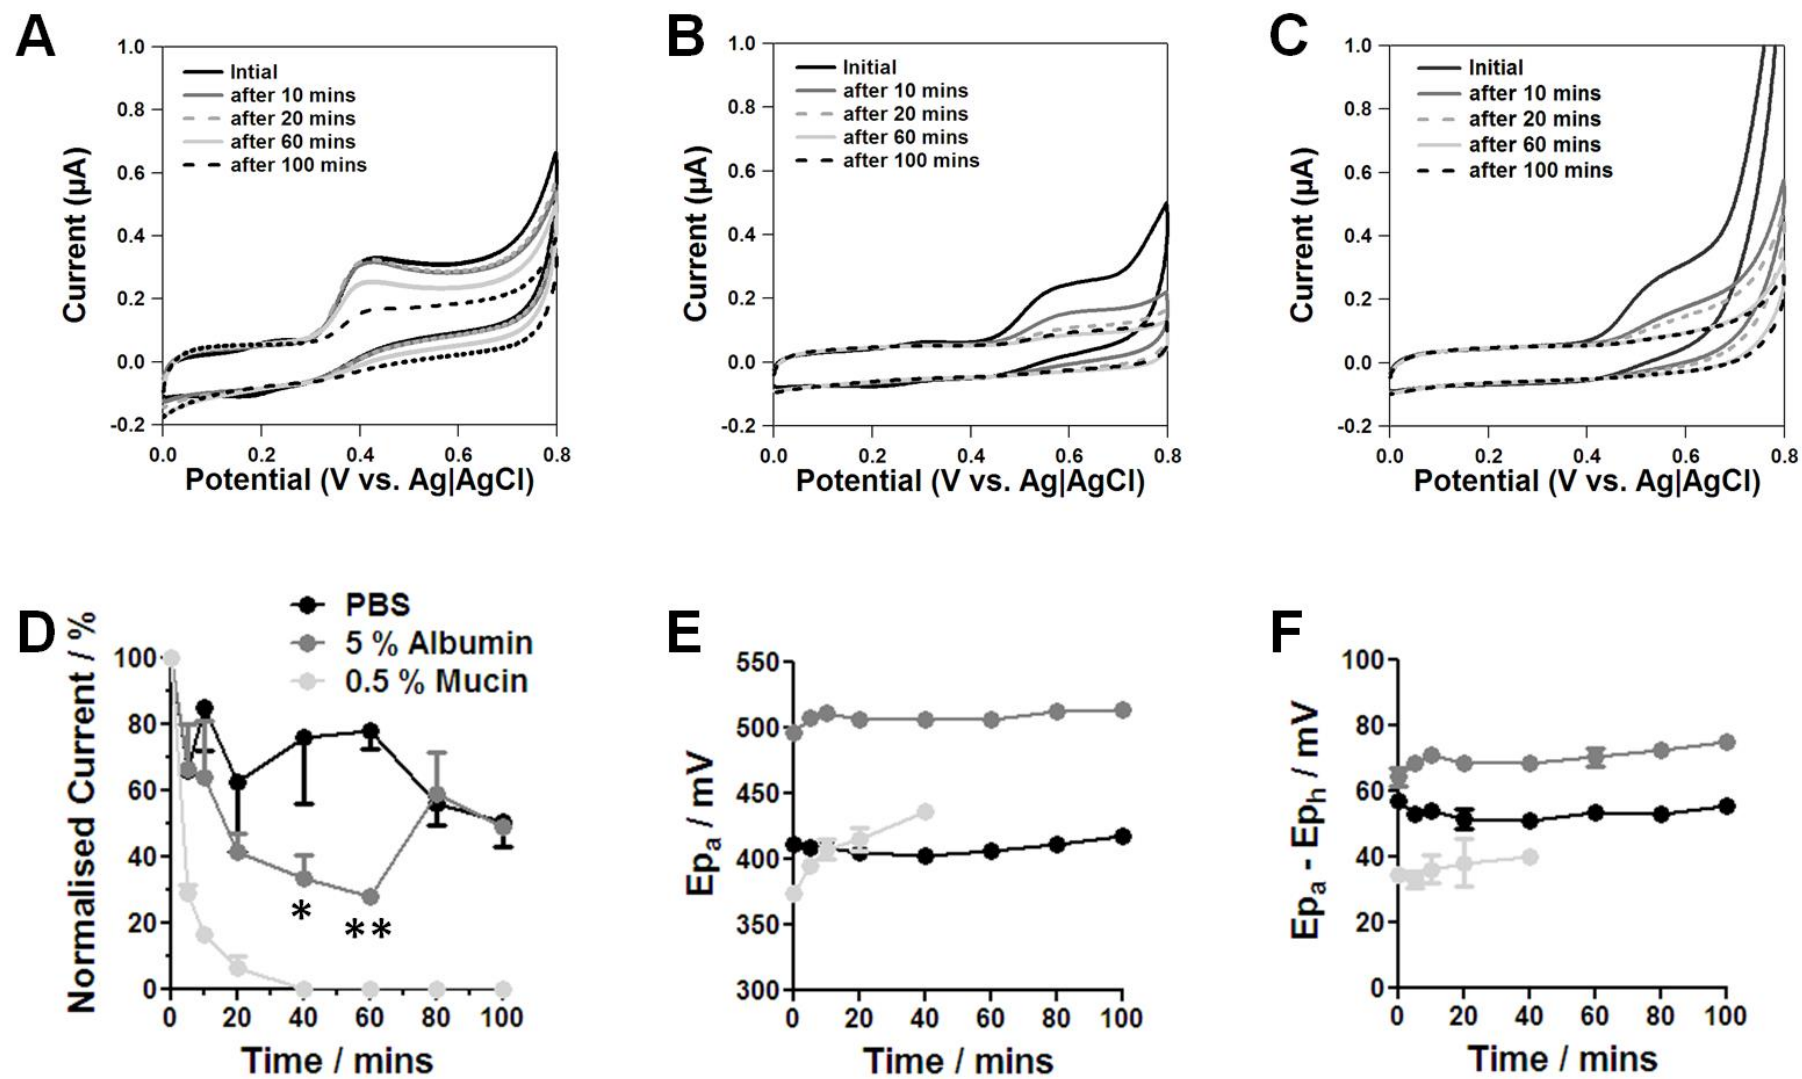 A
1.0
0.8
0.6
0.4
0.2
0.0
-0.2
Current (µA)
Intial
after 10 mins
after 20 mins
after 60 mins
after 100 mins
0.0 0.2 0.4 0.6 0.8
Potential (V vs. Ag|AgCl)
B
1.0
0.8
0.6
0.4
0.2
0.0
-0.2
Current (µA)
Initial
after 10 mins
after 20 mins
after 60 mins
after 100 mins
0.0 0.2 0.4 0.6 0.8
Potential (V vs. Ag|AgCl)
C
1.0
0.8
0.6
0.4
0.2
0.0
-0.2
Current (µA)
Initial
after 10 mins
after 20 mins
after 60 mins
after 100 mins
0.0 0.2 0.4 0.6 0.8
Potential (V vs. Ag|AgCl)
D
PBS
5 % Albumin
0.5 % Mucin
Normalised Current / %
100
80
60
40
20
0
*
**
0 20 40 60 80 100
Time / mins
E
Epa / mV
550
500
450
400
350
300
0 20 40 60 80 100
Time / mins
F
Epa - Eph / mV
100
80
60
40
20
0
0 20 40 60 80 100
Time / mins